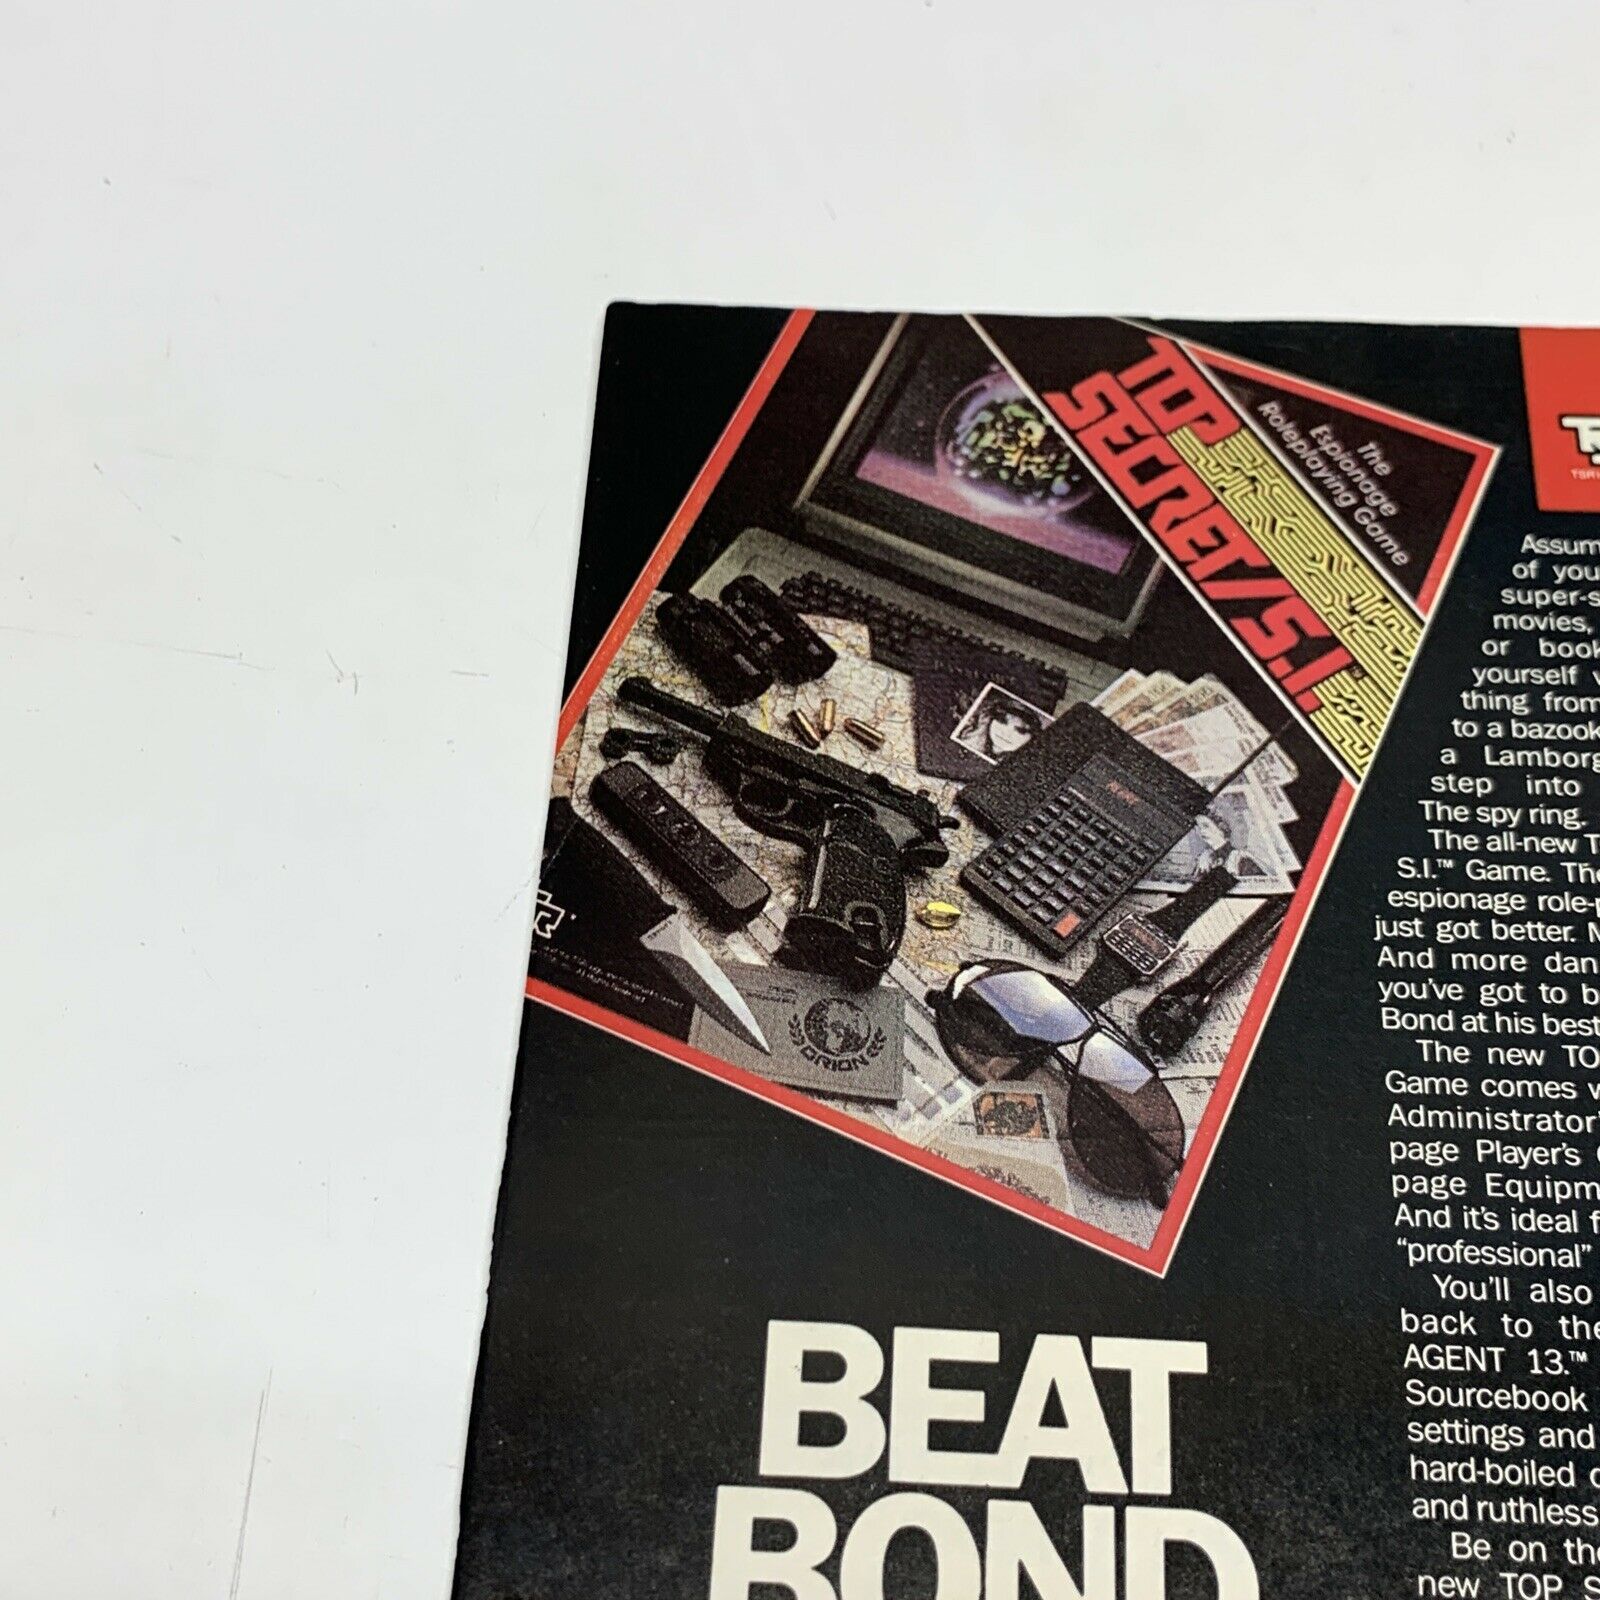 TOP
SECRET/S.I.™
The
Espionage
Roleplaying Game
ORION
BEAT
BOND
Assum
of you
super-s
movies,
or book
yourself
thing from
to a bazook
a Lamborg
step into
The spy ring.
The all-new T
S.I.™ Game. The
espionage role-
just got better. M
And more dan
you've got to b
Bond at his best
The new TO
Game comes w
Administrator'
page Player's
page Equipm
And it's ideal f
"professional"
You'll also
back to the
AGENT 13.™
Sourcebook
settings and
hard-boiled d
and ruthless
Be on the
new TOP S